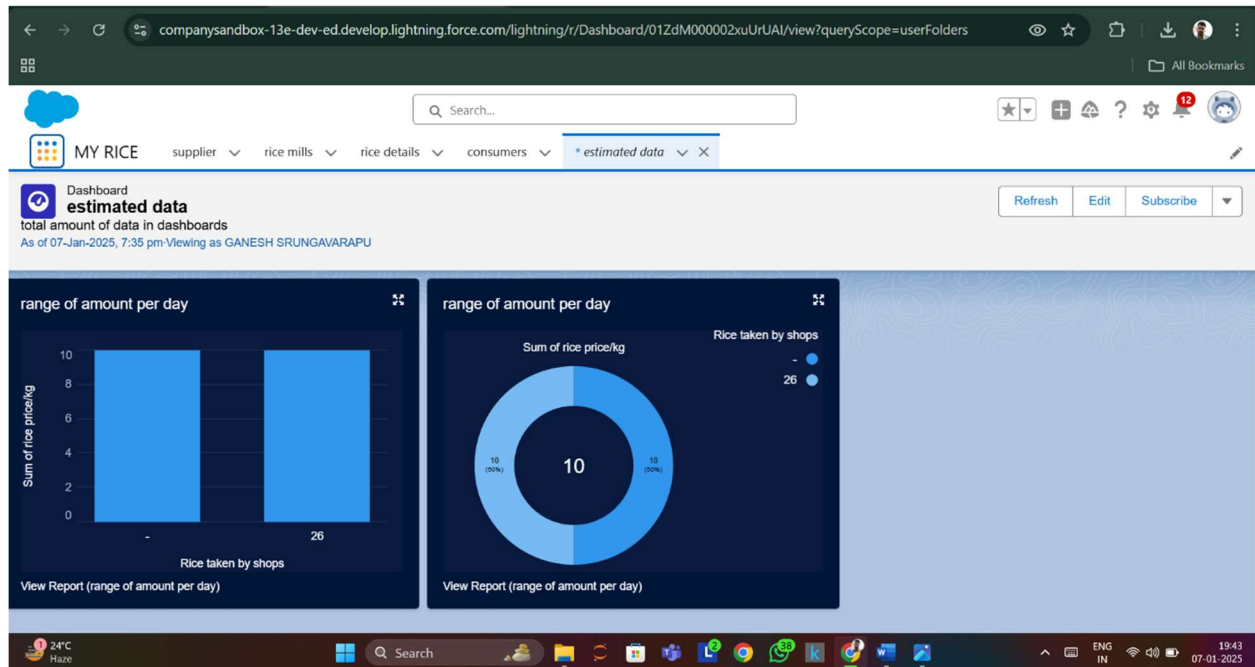 companysandbox-13e-dev-ed.develop.lightning.force.com/lightning/r/Dashboard/01ZdM000002xuUrUAI/view?queryScope=userFolders
All Bookmarks
Search...
12
MY RICE
supplier
rice mills
rice details
consumers
* estimated data
Dashboard
estimated data
total amount of data in dashboards
As of 07-Jan-2025, 7:35 pm·Viewing as GANESH SRUNGAVARAPU
Refresh
Edit
Subscribe
range of amount per day
Sum of rice price/kg
10
8
6
4
2
0
-
26
Rice taken by shops
View Report (range of amount per day)
range of amount per day
Sum of rice price/kg
Rice taken by shops
-
26
10
(50%)
10
10
(50%)
View Report (range of amount per day)
1
24°C
Haze
Search
L
2
38
k
W
ENG
IN
19:43
07-01-2025